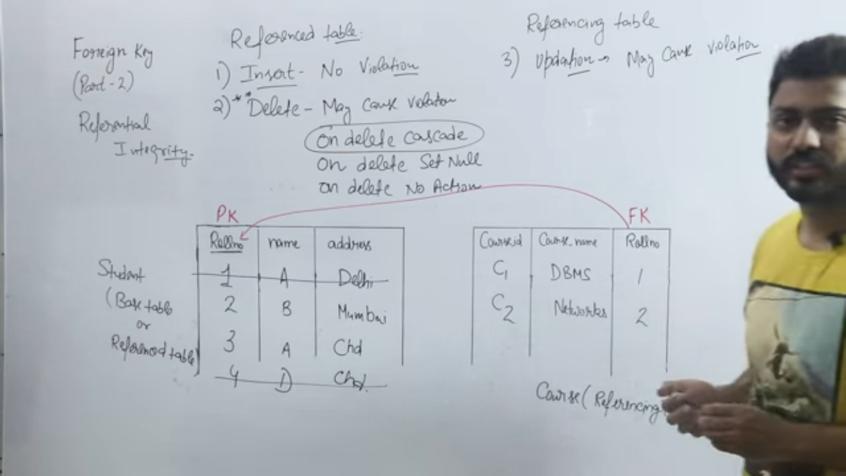 Foreign Key
(Part-2)
Referential
Integrity.
Referenced table.
1) Insert - No Violation
2) ** Delete - May Cause Violaton
On delete Cascade
On delete Set Null
On delete No Action
Referencing table
3) Updation → May Cause Violation
PK
Rollno name address
1 A Delhi
2 B Mumbai
3 A Chd
4 D Chd.
Student
(Base table
or
Referenced table)
FK
Course id Course_name Rollno
C1 DBMS 1
C2 Networks 2
Course (Referencing